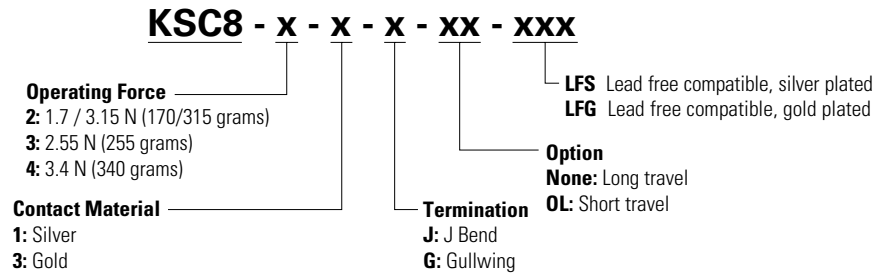 KSC8 - x - x - x - xx - xxx
LFS Lead free compatible, silver plated
LFG Lead free compatible, gold plated
Operating Force
2: 1.7 / 3.15 N (170/315 grams)
3: 2.55 N (255 grams)
4: 3.4 N (340 grams)
Option
None: Long travel
OL: Short travel
Contact Material
1: Silver
3: Gold
Termination
J: J Bend
G: Gullwing